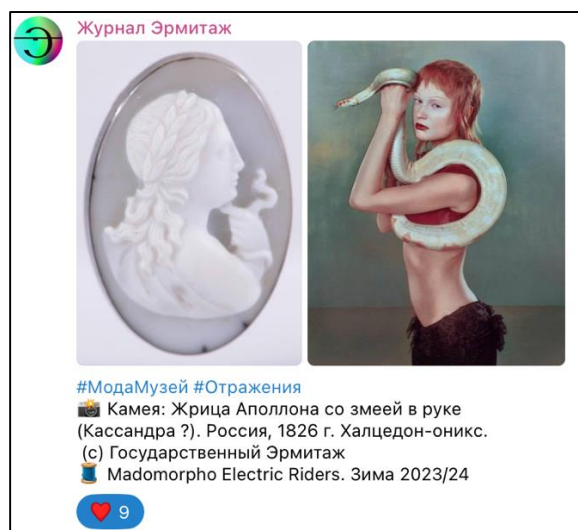 Журнал Эрмитаж
#МодаМузей #Отражения
📸 Камея: Жрица Аполлона со змеей в руке
(Кассандра ?). Россия, 1826 г. Халцедон-оникс.
(с) Государственный Эрмитаж
🧵 Madomorpho Electric Riders. Зима 2023/24
❤️ 9